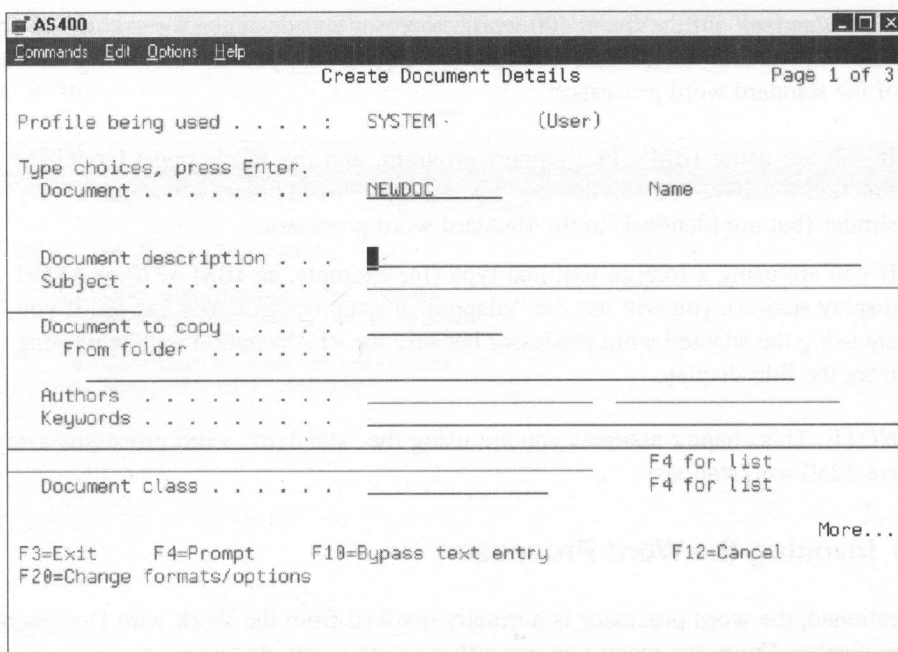 AS400
Commands Edit Options Help
Create Document Details Page 1 of 3
Profile being used . . . . . : SYSTEM (User)
Type choices, press Enter.
Document . . . . . . . . . NEWDOC Name
Document description . . .
Subject . . . . . . . . . .
Document to copy . . . . .
From folder . . . . . . .
Authors . . . . . . . . . .
Keywords . . . . . . . . .
F4 for list
Document class . . . . . . F4 for list
More...
F3=Exit F4=Prompt F10=Bypass text entry F12=Cancel
F20=Change formats/options